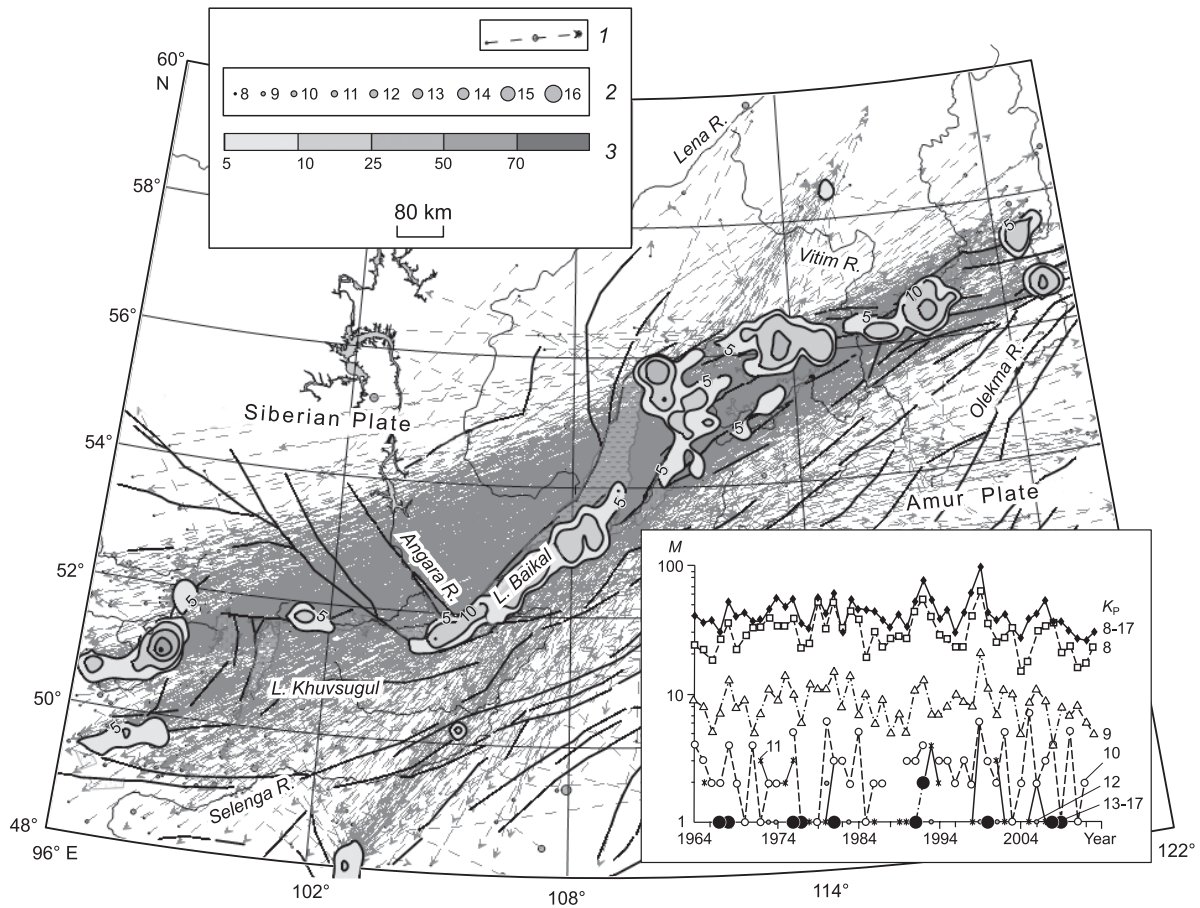 60°
N
1
8 9 10 11 12 13 14 15 16 2
5 10 25 50 70 3
80 km
Lena R.
58°
5
Vitim R.
56°
10
5
5
5
Olekma R.
Siberian Plate
54°
5
5
5
Amur Plate
52°
Angara R.
L. Baikal
5
5
5 10
L. Khuvsugul
50°
5
Selenga R.
48°
96° E
102°
108°
114°
122°
M
100
10
1
K_P
8-17
8
9
10
11
12
13-17
1964 1974 1984 1994 2004 Year